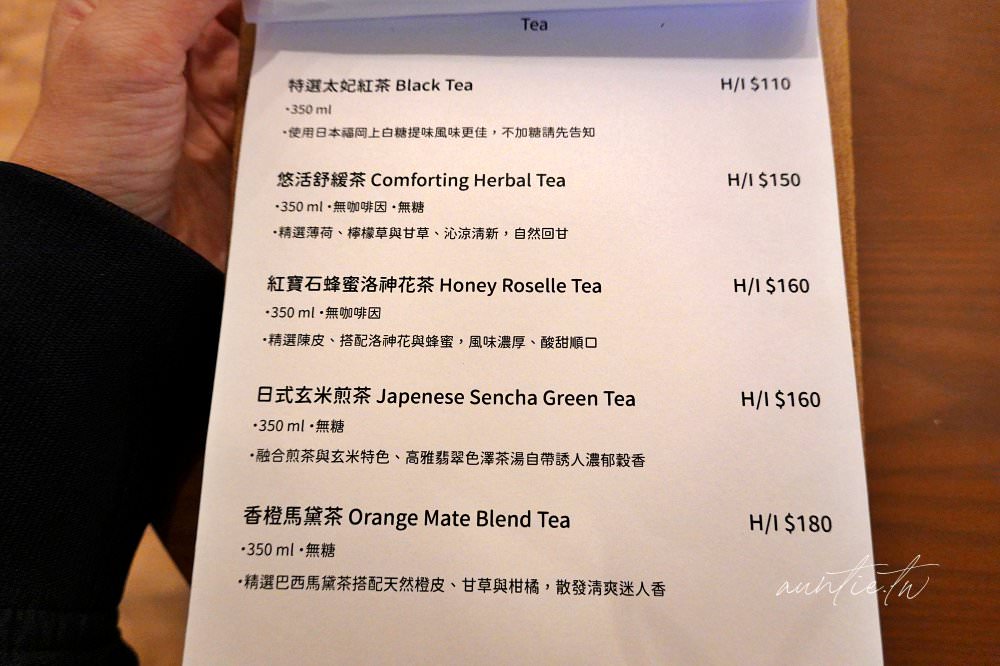 Tea
特選太妃紅茶 Black Tea H/I $110
•350 ml
•使用日本福岡上白糖提味風味更佳，不加糖請先告知
悠活舒緩茶 Comforting Herbal Tea H/I $150
•350 ml •無咖啡因 •無糖
•精選薄荷、檸檬草與甘草、沁涼清新，自然回甘
紅寶石蜂蜜洛神花茶 Honey Roselle Tea H/I $160
•350 ml •無咖啡因
•精選陳皮、搭配洛神花與蜂蜜，風味濃厚、酸甜順口
日式玄米煎茶 Japenese Sencha Green Tea H/I $160
•350 ml •無糖
•融合煎茶與玄米特色、高雅翡翠色澤茶湯自帶誘人濃郁穀香
香橙馬黛茶 Orange Mate Blend Tea H/I $180
•350 ml •無糖
•精選巴西馬黛茶搭配天然橙皮、甘草與柑橘，散發清爽迷人香
auntie.tw